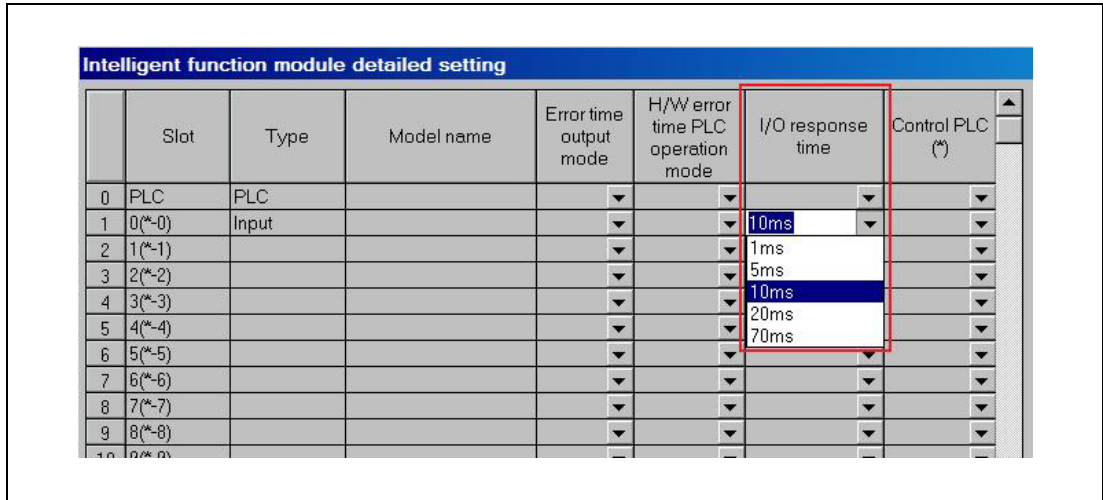 Intelligent function module detailed setting
Slot Type Model name Error time output mode H/W error time PLC operation mode I/O response time Control PLC (*)
0 PLC PLC
1 0(*-0) Input 10ms
2 1(*-1) 1ms
3 2(*-2) 5ms
4 3(*-3) 10ms
5 4(*-4) 20ms
70ms
6 5(*-5)
7 6(*-6)
8 7(*-7)
9 8(*-8)